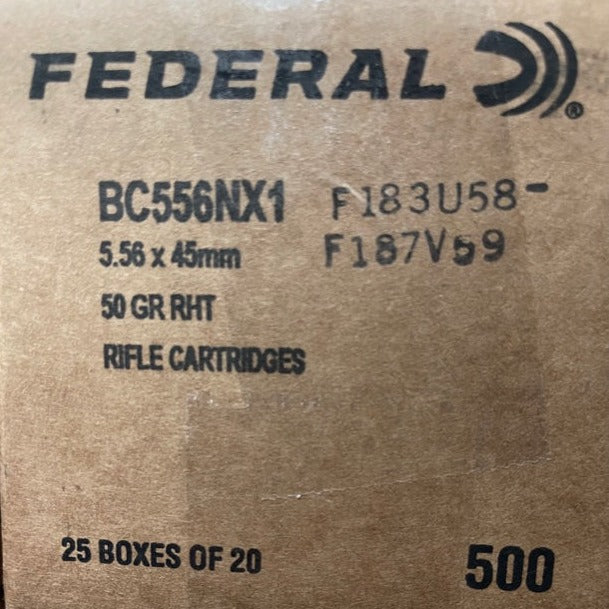 FEDERAL ®
BC556NX1 F183U58-
5.56 x 45mm F187V59
50 GR RHT
RIFLE CARTRIDGES
25 BOXES OF 20 500